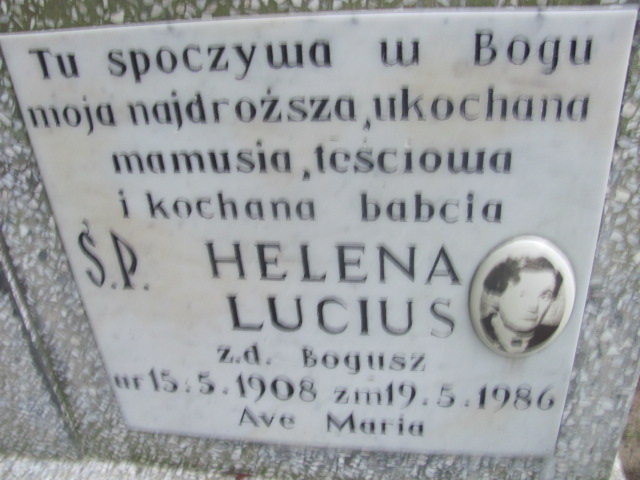 Tu spoczywa w Bogu
moja najdroższa, ukochana
mamusia, teściowa
i kochana babcia
Ś.P. HELENA
LUCIUS
z.d. Bogusz
ur 15.5.1908 zm 19.5.1986
Ave Maria